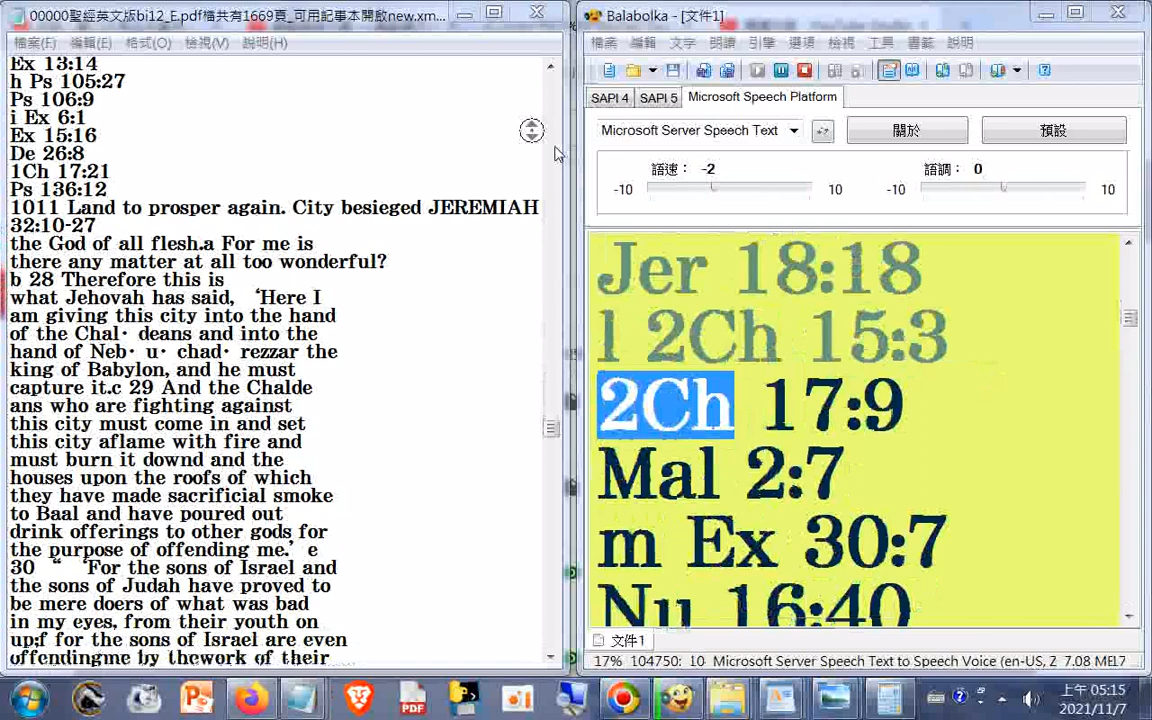 00000聖經英文版bi12_E.pdf檔共有1669頁_可用記事本開啟new.xm...
檔案(F) 編輯(E) 格式(O) 檢視(V) 說明(H)
Ex 13:14
h Ps 105:27
Ps 106:9
i Ex 6:1
Ex 15:16
De 26:8
1Ch 17:21
Ps 136:12
1011 Land to prosper again. City besieged JEREMIAH
32:10-27
the God of all flesh.a For me is
there any matter at all too wonderful?
b 28 Therefore this is
what Jehovah has said, ‘Here I
am giving this city into the hand
of the Chal· deans and into the
hand of Neb· u· chad· rezzar the
king of Babylon, and he must
capture it.c 29 And the Chalde
ans who are fighting against
this city must come in and set
this city aflame with fire and
must burn it downd and the
houses upon the roofs of which
they have made sacrificial smoke
to Baal and have poured out
drink offerings to other gods for
the purpose of offending me.’ e
30 “ ‘For the sons of Israel and
the sons of Judah have proved to
be mere doers of what was bad
in my eyes, from their youth on
up;f for the sons of Israel are even
offendingme by thework of their
Balabolka - [文件1]
檔案 編輯 文字 朗讀 引擎 選項 檢視 工具 書籤 說明
SAPI 4 SAPI 5 Microsoft Speech Platform
Microsoft Server Speech Text 關於 預設
語速： -2 語調： 0
-10 10 -10 10
Jer 18:18
l 2Ch 15:3
2Ch 17:9
Mal 2:7
m Ex 30:7
Nu 16:40
文件1
17% 104750: 10 Microsoft Server Speech Text to Speech Voice (en-US, 2 7.08 ME17
上午 05:15
2021/11/7